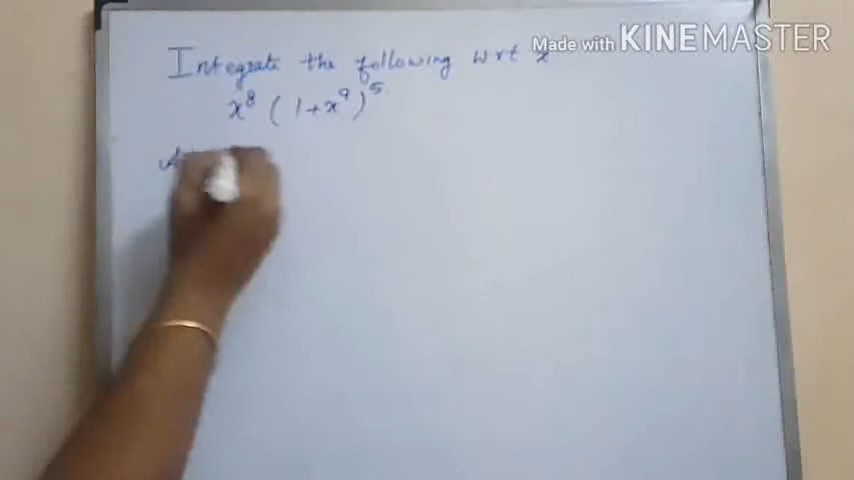 Integrate the following wrt x
Made with KINEMASTER
x⁸ (1+x⁹)⁵